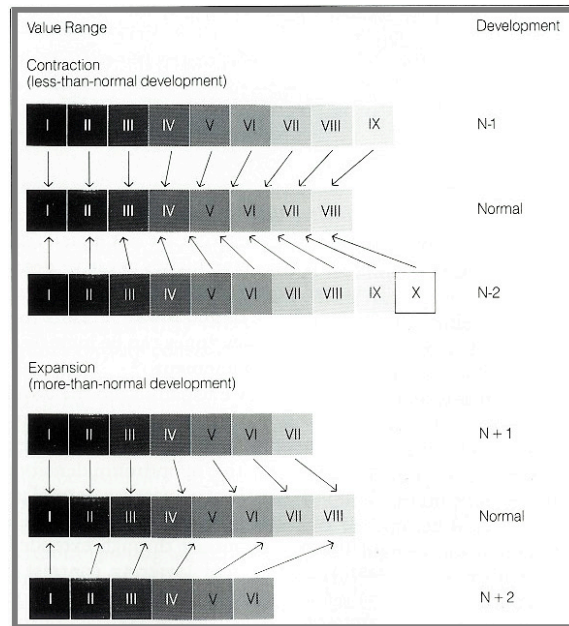 Value Range Development
Contraction
(less-than-normal development)
I II III IV V VI VII VIII IX N-1
I II III IV V VI VII VIII Normal
I II III IV V VI VII VIII IX X N-2
Expansion
(more-than-normal development)
I II III IV V VI VII N + 1
I II III IV V VI VII VIII Normal
I II III IV V VI N + 2